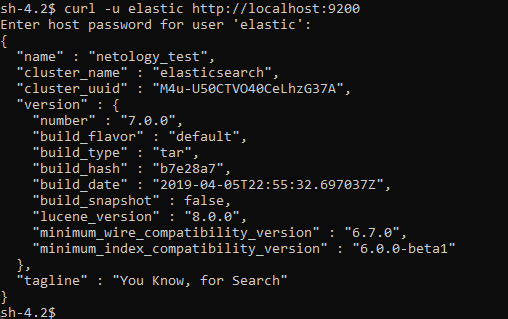 sh-4.2$ curl -u elastic http://localhost:9200
Enter host password for user 'elastic':
{
  "name" : "netology_test",
  "cluster_name" : "elasticsearch",
  "cluster_uuid" : "M4u-U50CTVO40CeLhzG37A",
  "version" : {
    "number" : "7.0.0",
    "build_flavor" : "default",
    "build_type" : "tar",
    "build_hash" : "b7e28a7",
    "build_date" : "2019-04-05T22:55:32.697037Z",
    "build_snapshot" : false,
    "lucene_version" : "8.0.0",
    "minimum_wire_compatibility_version" : "6.7.0",
    "minimum_index_compatibility_version" : "6.0.0-beta1"
  },
  "tagline" : "You Know, for Search"
}
sh-4.2$